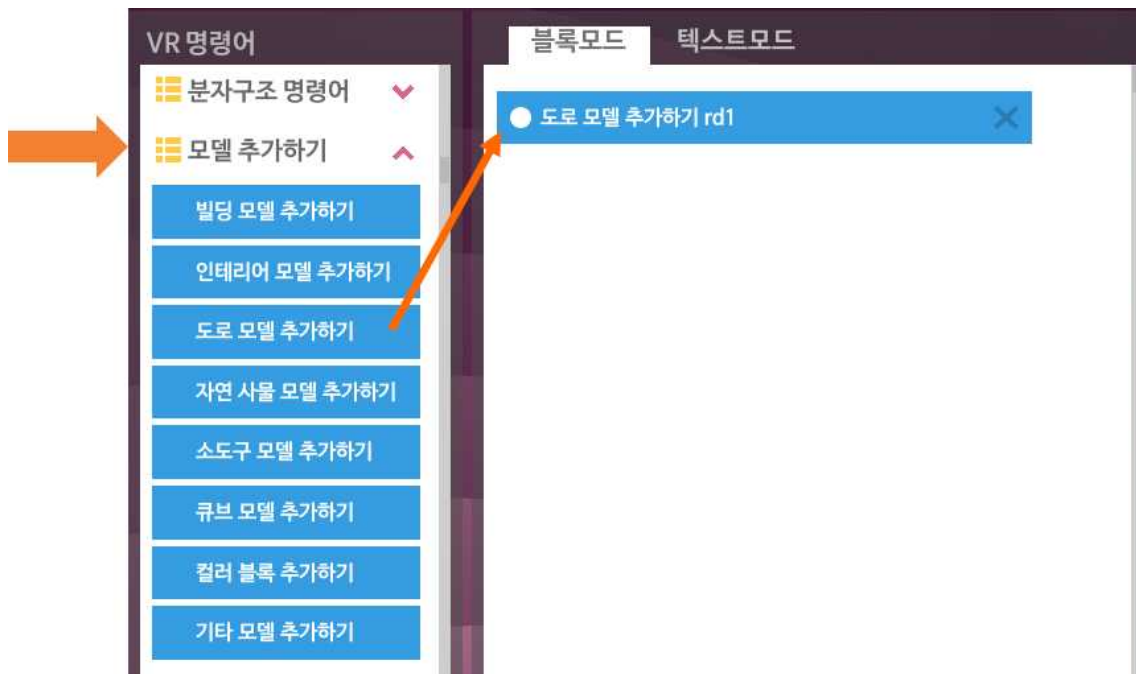 VR 명령어
분자구조 명령어
모델 추가하기
빌딩 모델 추가하기
인테리어 모델 추가하기
도로 모델 추가하기
자연 사물 모델 추가하기
소도구 모델 추가하기
큐브 모델 추가하기
컬러 블록 추가하기
기타 모델 추가하기
블록모드
텍스트모드
도로 모델 추가하기 rd1